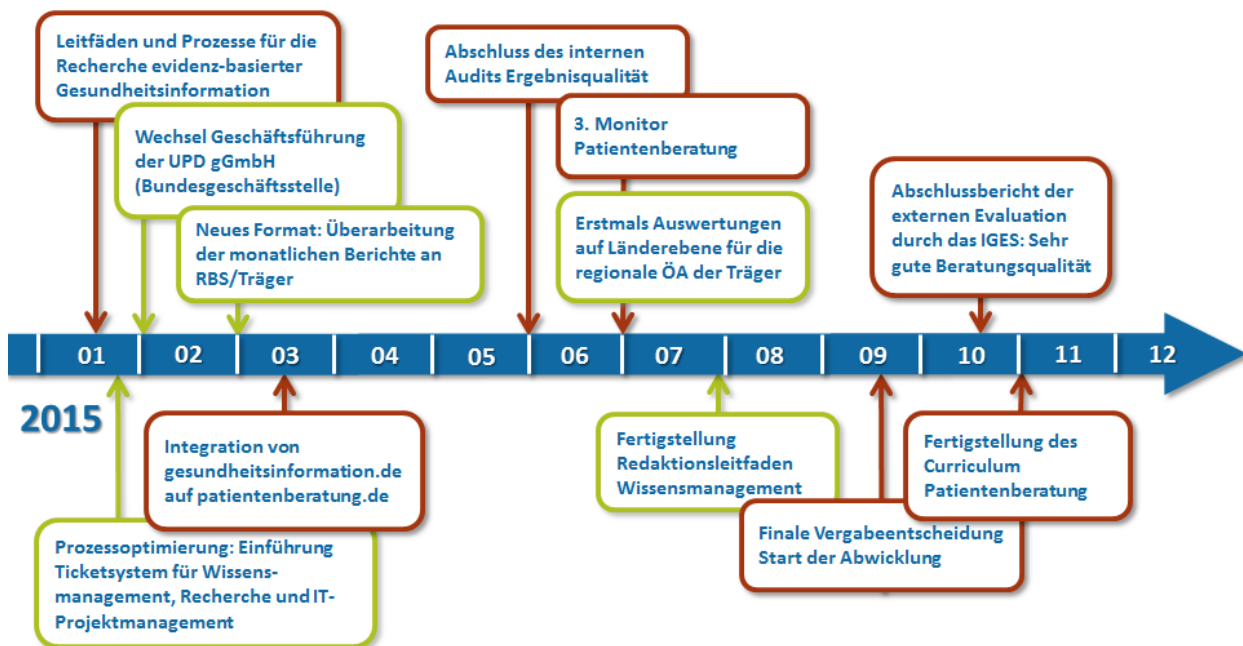 Leitfäden und Prozesse für die
Recherche evidenz-basierter
Gesundheitsinformation
Wechsel Geschäftsführung
der UPD gGmbH
(Bundesgeschäftsstelle)
Neues Format: Überarbeitung
der monatlichen Berichte an
RBS/Träger
Abschluss des internen
Audits Ergebnisqualität
3. Monitor
Patientenberatung
Erstmals Auswertungen
auf Länderebene für die
regionale ÖA der Träger
Abschlussbericht der
externen Evaluation
durch das IGES: Sehr
gute Beratungsqualität
01 02 03 04 05 06 07 08 09 10 11 12
2015
Integration von
gesundheitsinformation.de
auf patientenberatung.de
Prozessoptimierung: Einführung
Ticketsystem für Wissens-
management, Recherche und IT-
Projektmanagement
Fertigstellung
Redaktionsleitfaden
Wissensmanagement
Finale Vergabeentscheidung
Start der Abwicklung
Fertigstellung des
Curriculum
Patientenberatung